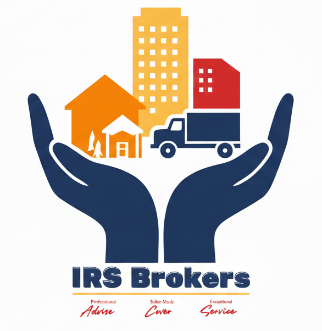 IRS Brokers
Professional Tailor Made Exceptional
Advise Cover Service